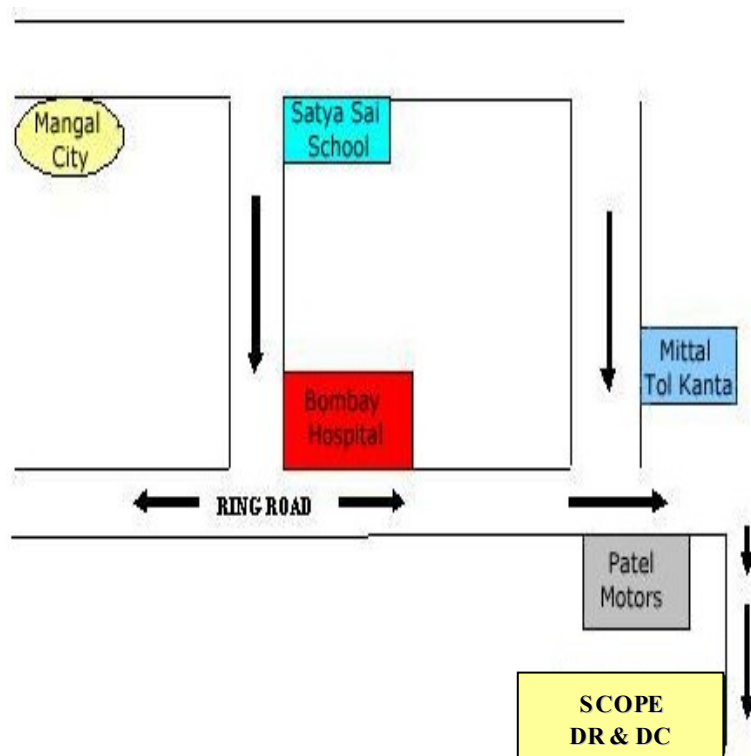 Mangal
City
Satya Sai
School
Mittal
Tol Kanta
Bombay
Hospital
RING ROAD
Patel
Motors
SCOPE
DR & DC